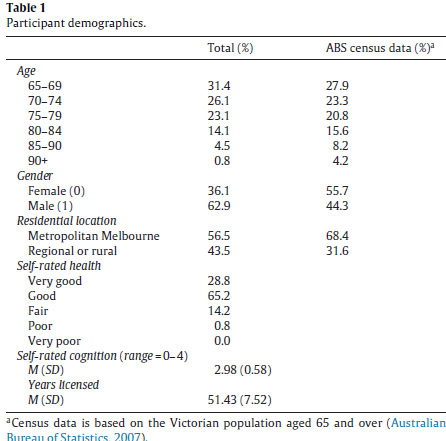 Table 1
Participant demographics.
Total (%) ABS census data (%)ᵃ
Age
65–69 31.4 27.9
70–74 26.1 23.3
75–79 23.1 20.8
80–84 14.1 15.6
85–90 4.5 8.2
90+ 0.8 4.2
Gender
Female (0) 36.1 55.7
Male (1) 62.9 44.3
Residential location
Metropolitan Melbourne 56.5 68.4
Regional or rural 43.5 31.6
Self-rated health
Very good 28.8
Good 65.2
Fair 14.2
Poor 0.8
Very poor 0.0
Self-rated cognition (range = 0–4)
M (SD) 2.98 (0.58)
Years licensed
M (SD) 51.43 (7.52)
ᵃ Census data is based on the Victorian population aged 65 and over (Australian
Bureau of Statistics, 2007).